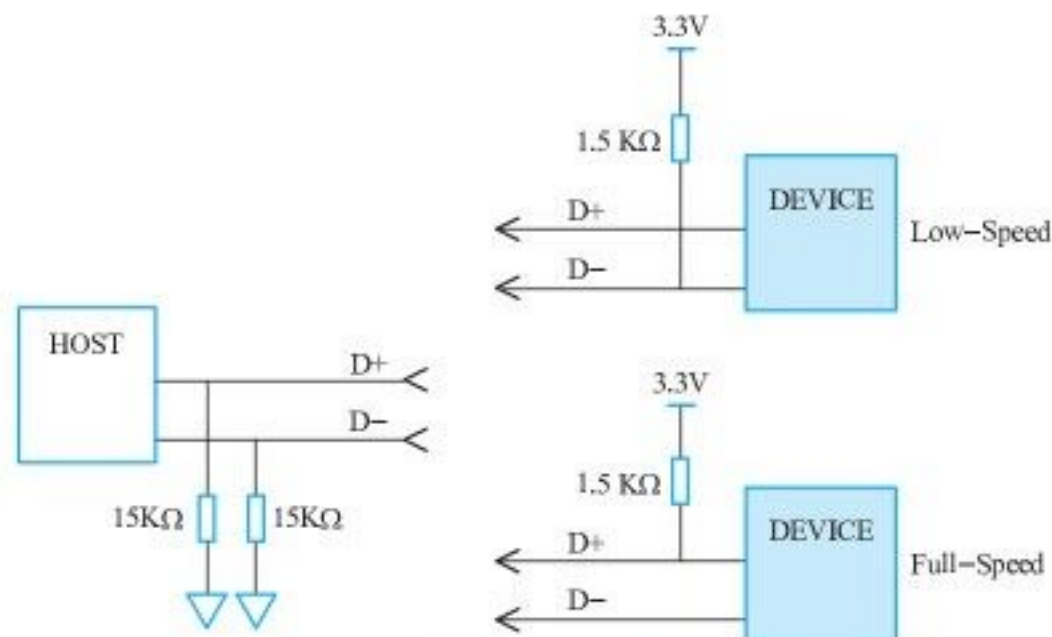 3.3V
1.5 KΩ
DEVICE
D+
Low−Speed
D−
HOST
D+
D−
15KΩ
15KΩ
3.3V
1.5 KΩ
DEVICE
D+
Full−Speed
D−